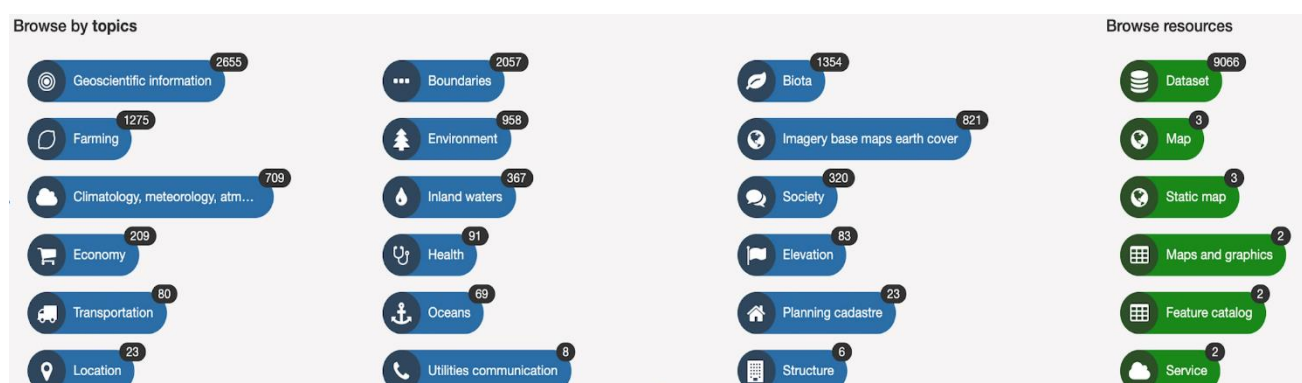 Browse by topics
Browse resources
2655
Geoscientific information
2057
Boundaries
1354
Biota
9066
Dataset
1275
Farming
958
Environment
821
Imagery base maps earth cover
3
Map
709
Climatology, meteorology, atm...
367
Inland waters
320
Society
3
Static map
209
Economy
91
Health
83
Elevation
2
Maps and graphics
80
Transportation
69
Oceans
23
Planning cadastre
2
Feature catalog
23
Location
8
Utilities communication
6
Structure
2
Service